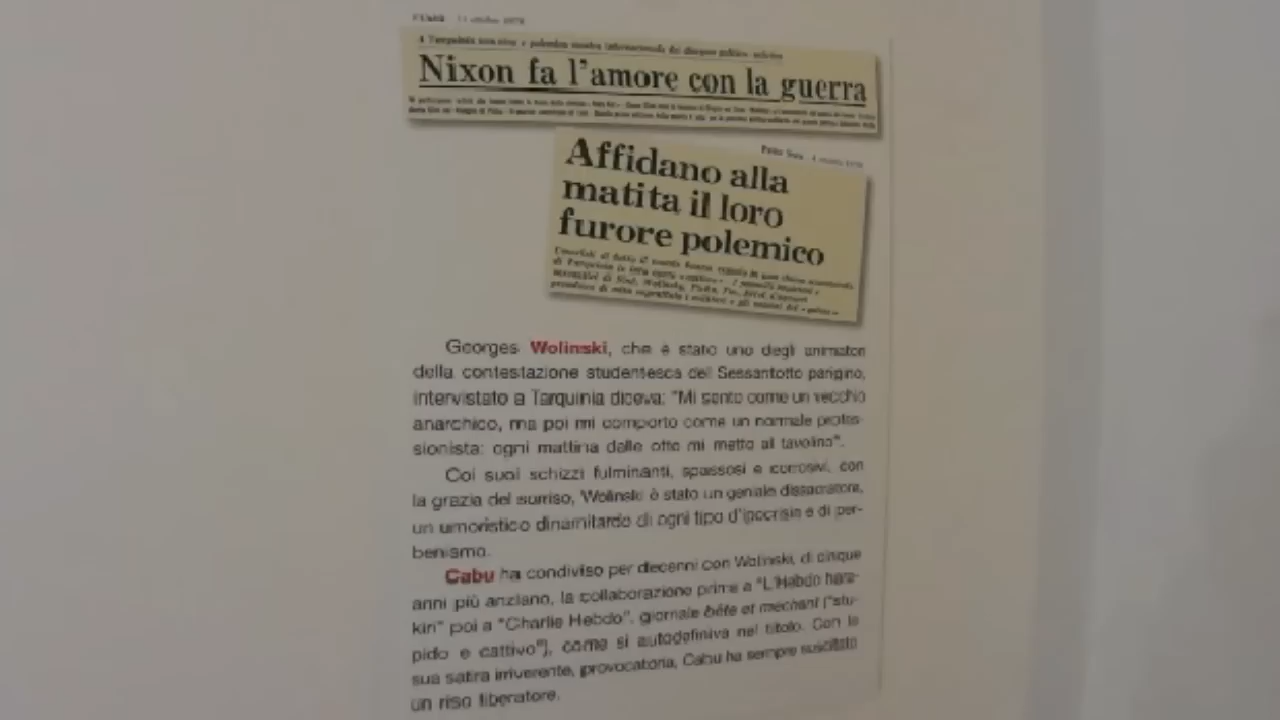 l'Unità 11 ottobre 1970
Nixon fa l'amore con la guerra
Paese Sera
Affidano alla
matita il loro
furore polemico
Georges Wolinski, che è stato uno degli animatori
della contestazione studentesca del Sessantotto parigino,
intervistato a Tarquinia diceva: "Mi sento come un vecchio
anarchico, ma poi mi comporto come un normale profes-
sionista: ogni mattina dalle otto mi metto al tavolino".
Coi suoi schizzi fulminanti, spassosi e corrosivi, con
la grazia del sorriso, Wolinski è stato un geniale dissacratore,
un umoristico dinamitardo di ogni tipo d'ipocrisia e di per-
benismo.
Cabu ha condiviso per decenni con Wolinski, di cinque
anni più anziano, la collaborazione prima a "L'Hebdo hara-
kiri" poi a "Charlie Hebdo", giornale bête et méchant ("stu-
pido e cattivo"), come si autodefiniva nel titolo. Con la
sua satira irriverente, provocatoria, Cabu ha sempre suscitato
un riso liberatore.